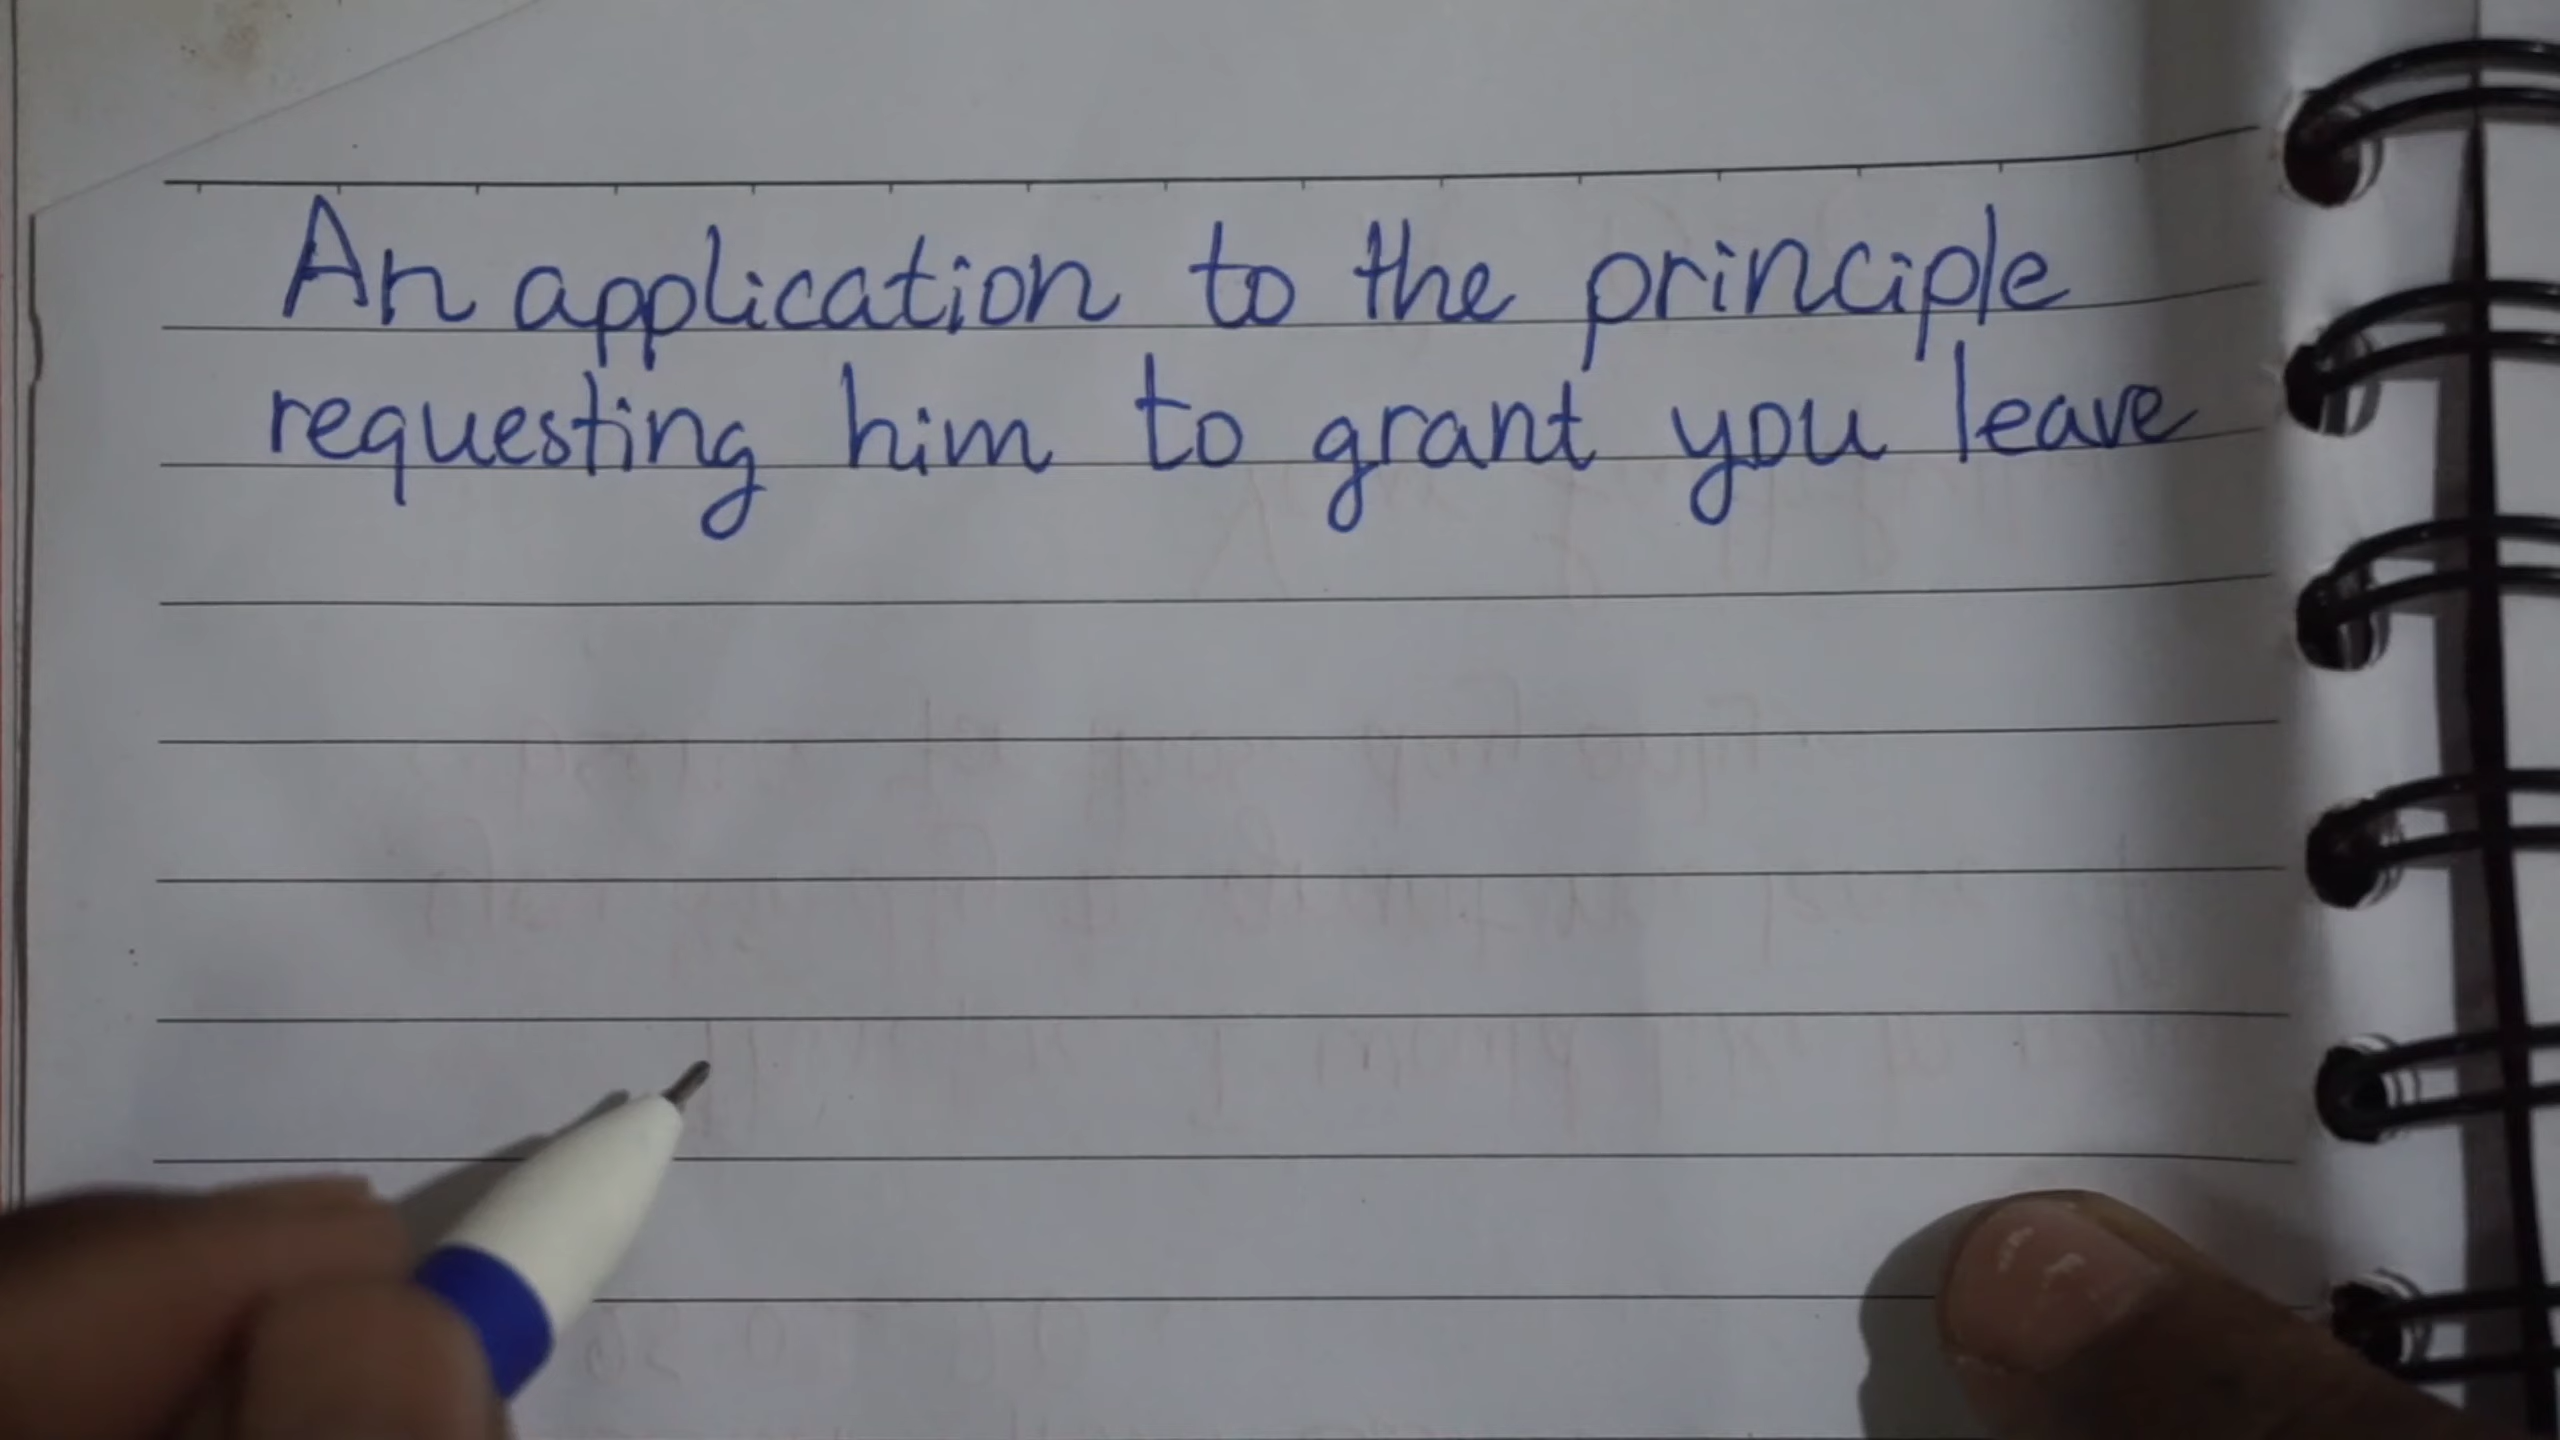 An application to the principle
requesting him to grant you leave